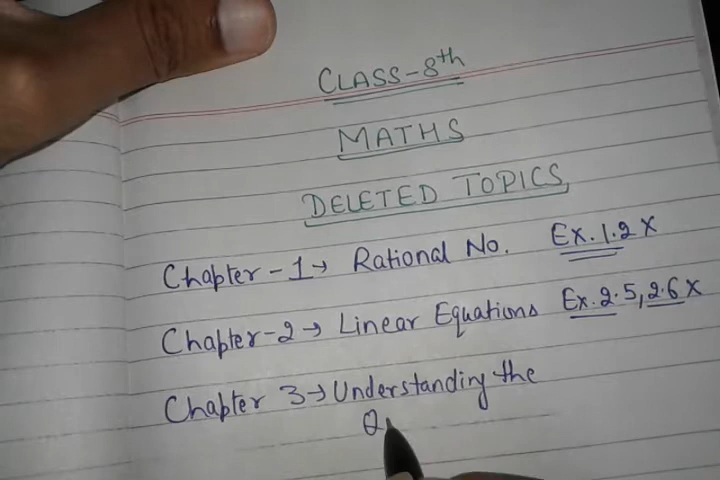 CLASS-8th
MATHS
DELETED TOPICS
Chapter-1→ Rational No. Ex.1.2 X
Chapter-2→ Linear Equations Ex.2.5, 2.6 X
Chapter 3→ Understanding the
Q